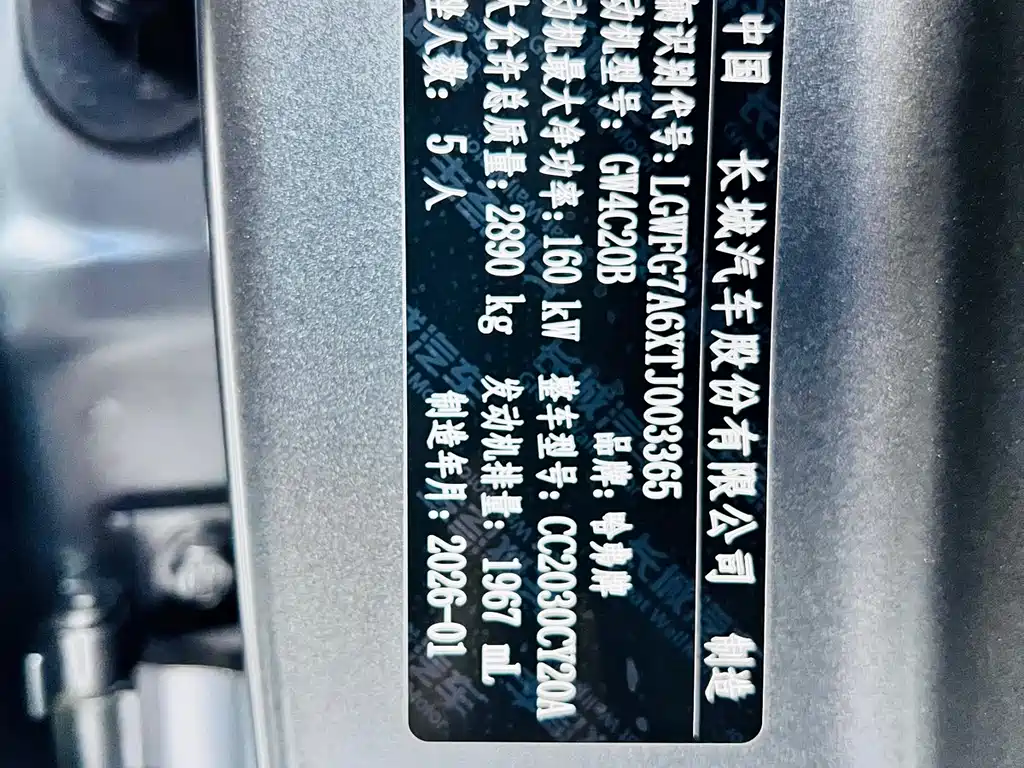 中国 长城汽车股份有限公司 制造
识别代号：LGWFG7A6XTJ003365
动机型号：GW4C20B 品牌：哈弗牌
动机最大净功率：160 kW 整车型号：CC2030CY20A
大允许总质量：2890 kg 发动机排量：1967 mL
坐人数：5人 制造年月：2026-01